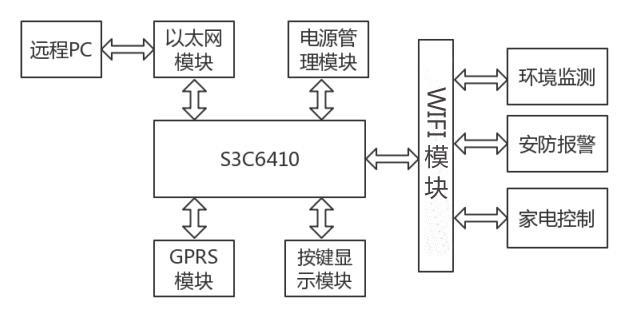 远程PC
以太网
模块
电源管
理模块
S3C6410
GPRS
模块
按键显
示模块
WIFI模块
环境监测
安防报警
家电控制